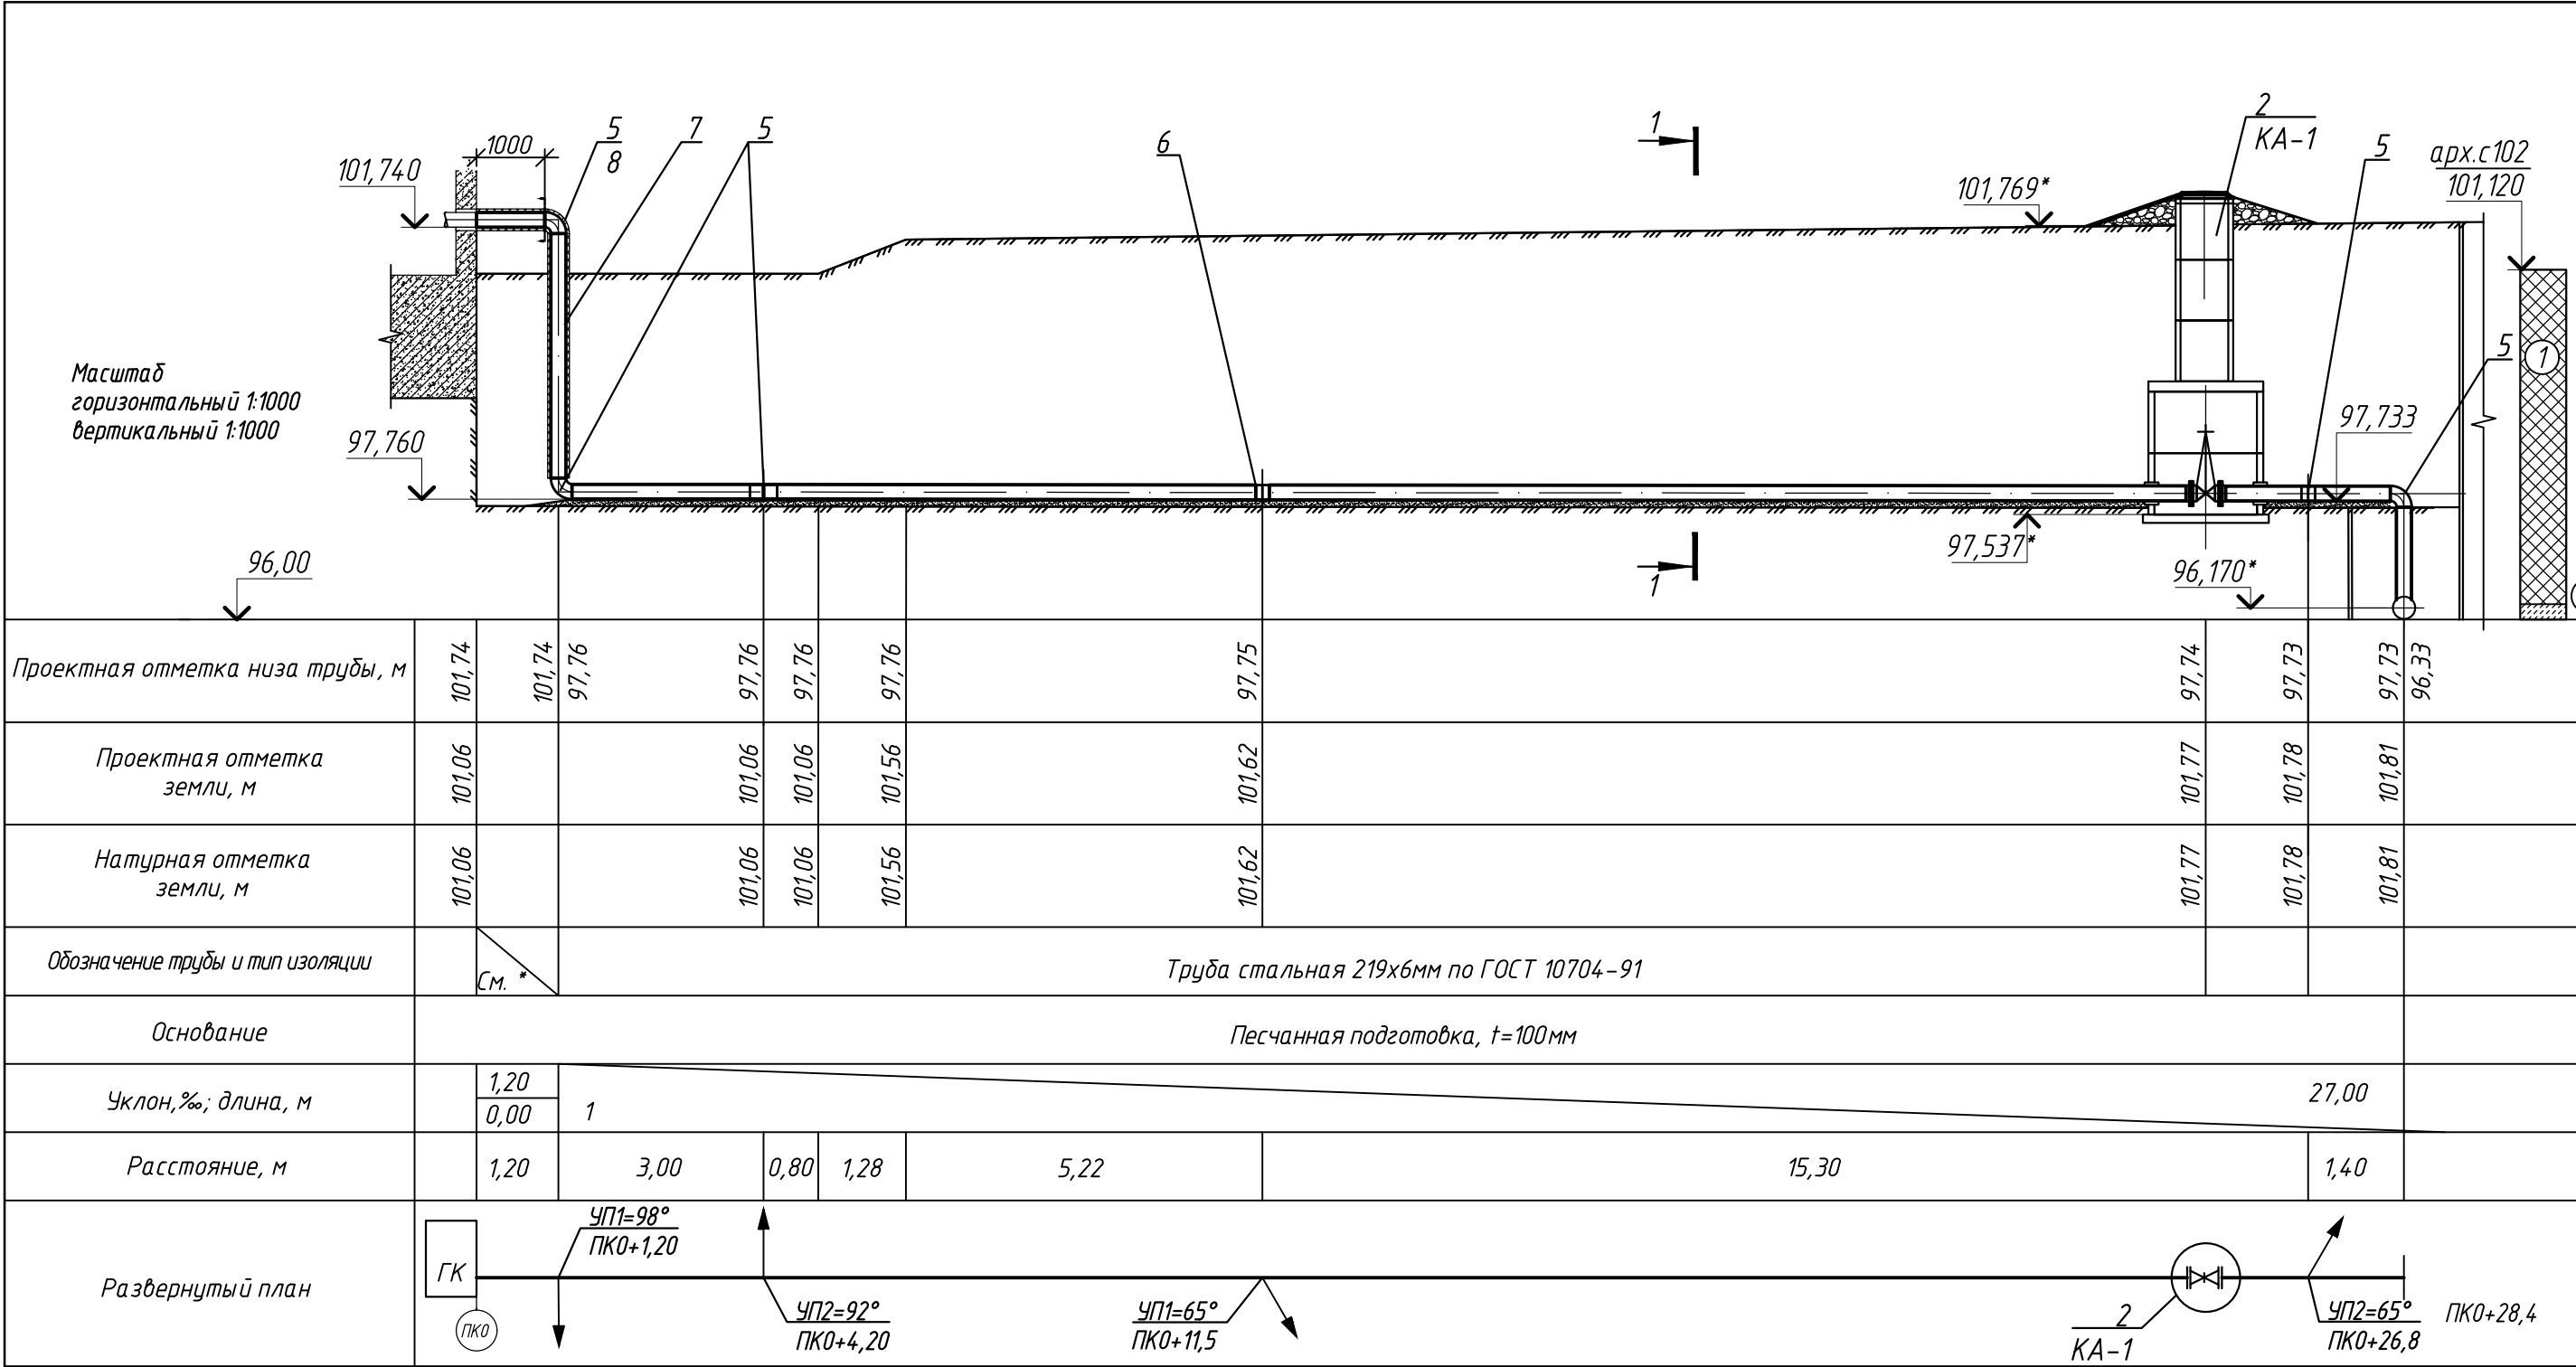 5
8
7
5
6
1
2
КА-1
5
арх.с102
101,120
1000
101,740
101,769*
Масштаб
горизонтальный 1:1000
вертикальный 1:1000
5
1
97,760
97,733
96,00
1
97,537*
96,170*
Проектная отметка низа трубы, м
101,74
101,74
97,76
97,76
97,76
97,76
97,75
97,74
97,73
97,73
96,33
Проектная отметка
земли, м
101,06
101,06
101,06
101,56
101,62
101,77
101,78
101,81
Натурная отметка
земли, м
101,06
101,06
101,06
101,56
101,62
101,77
101,78
101,81
Обозначение трубы и тип изоляции
См. *
Труба стальная 219х6мм по ГОСТ 10704-91
Основание
Песчанная подготовка, t=100мм
Уклон,‰; длина, м
1,20
0,00
1
27,00
Расстояние, м
1,20
3,00
0,80
1,28
5,22
15,30
1,40
Развернутый план
ГК
ПК0
УП1=98°
ПК0+1,20
УП2=92°
ПК0+4,20
УП1=65°
ПК0+11,5
2
КА-1
УП2=65°
ПК0+26,8
ПК0+28,4